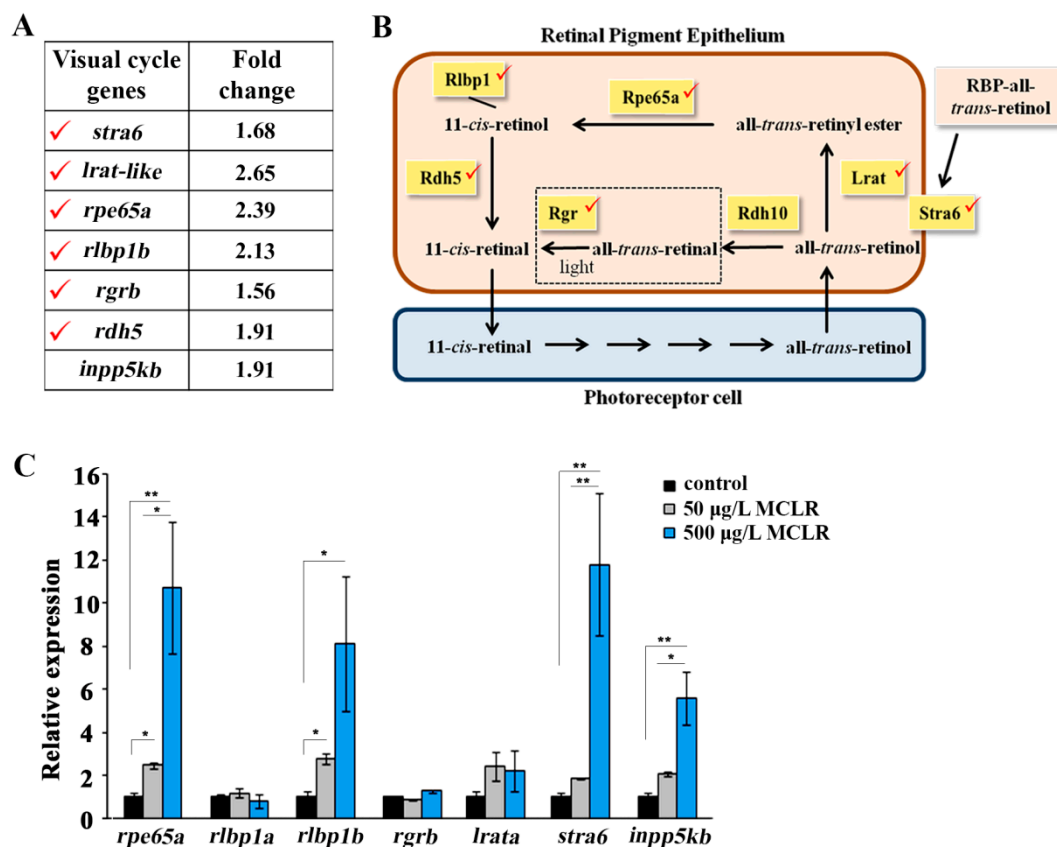 A
Visual cycle genes
Fold change
✓ stra6 1.68
✓ lrat-like 2.65
✓ rpe65a 2.39
✓ rlbp1b 2.13
✓ rgrb 1.56
✓ rdh5 1.91
inpp5kb 1.91
B
Retinal Pigment Epithelium
Rlbp1 ✓
Rpe65a ✓
RBP-all-
trans-retinol
11-cis-retinol
all-trans-retinyl ester
Rdh5 ✓
Lrat ✓
Rgr ✓
Rdh10
Stra6 ✓
11-cis-retinal
all-trans-retinal
all-trans-retinol
light
11-cis-retinal
all-trans-retinol
Photoreceptor cell
C
Relative expression
16
14
12
10
8
6
4
2
0
**
*
*
*
*
**
**
**
*
control
50 µg/L MCLR
500 µg/L MCLR
rpe65a rlbp1a rlbp1b rgrb lrata stra6 inpp5kb